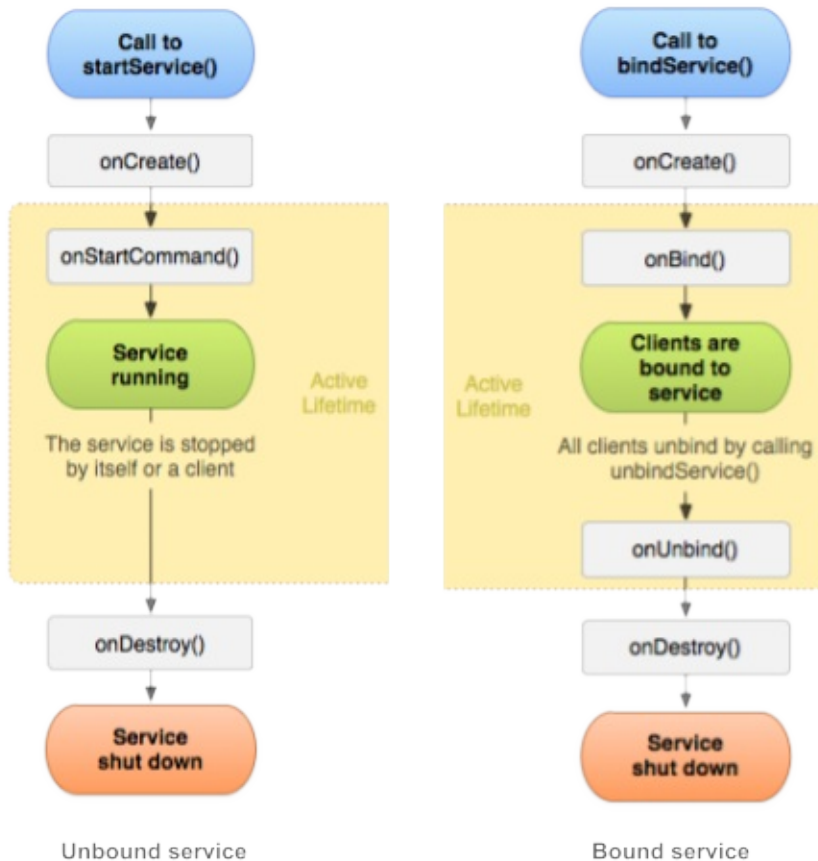 Call to
startService()
onCreate()
onStartCommand()
Service
running
Active
Lifetime
The service is stopped
by itself or a client
onDestroy()
Service
shut down
Unbound service
Call to
bindService()
onCreate()
onBind()
Clients are
bound to
service
Active
Lifetime
All clients unbind by calling
unbindService()
onUnbind()
onDestroy()
Service
shut down
Bound service